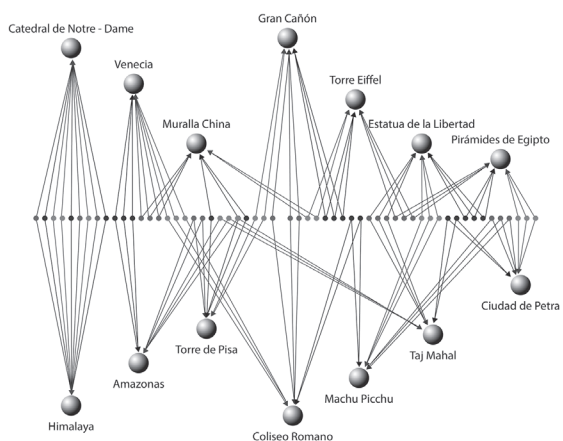 Gran Cañón
Catedral de Notre - Dame
Venecia
Torre Eiffel
Muralla China
Estatua de la Libertad
Pirámides de Egipto
Ciudad de Petra
Torre de Pisa
Taj Mahal
Amazonas
Machu Picchu
Himalaya
Coliseo Romano